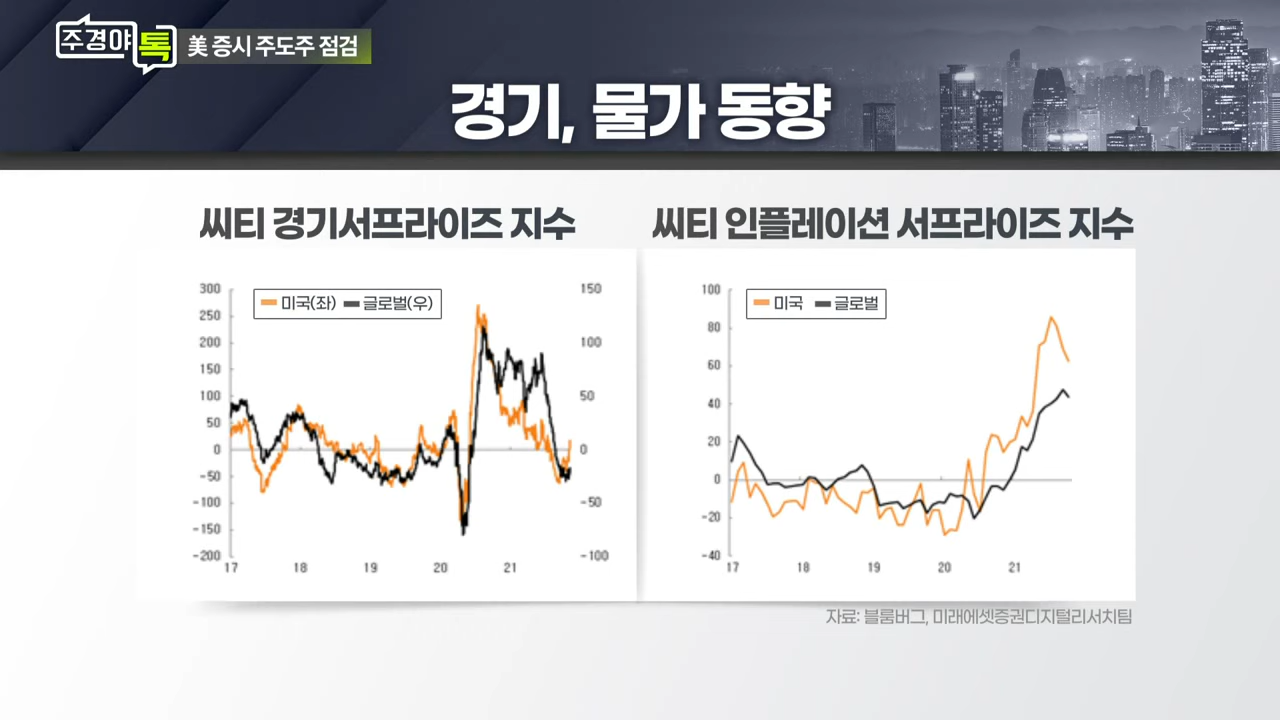 주경야톡
美 증시 주도주 점검
경기, 물가 동향
씨티 경기서프라이즈 지수
미국(좌) 글로벌(우)
300
250
200
150
100
50
0
-50
-100
-150
-200
150
100
50
0
-50
-100
17 18 19 20 21
씨티 인플레이션 서프라이즈 지수
미국 글로벌
100
80
60
40
20
0
-20
-40
17 18 19 20 21
자료: 블룸버그, 미래에셋증권디지털리서치팀